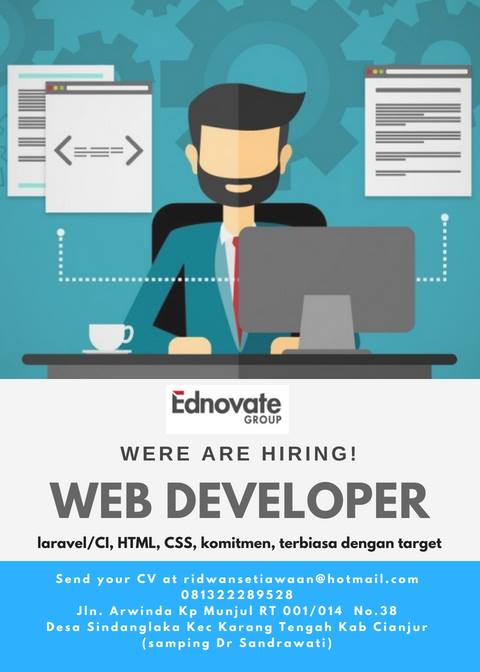 Ednovate
GROUP
WERE ARE HIRING!
WEB DEVELOPER
laravel/CI, HTML, CSS, komitmen, terbiasa dengan target
Send your CV at ridwansetiawaan@hotmail.com
081322289528
Jln. Arwinda Kp Munjul RT 001/014 No.38
Desa Sindanglaka Kec Karang Tengah Kab Cianjur
(samping Dr Sandrawati)